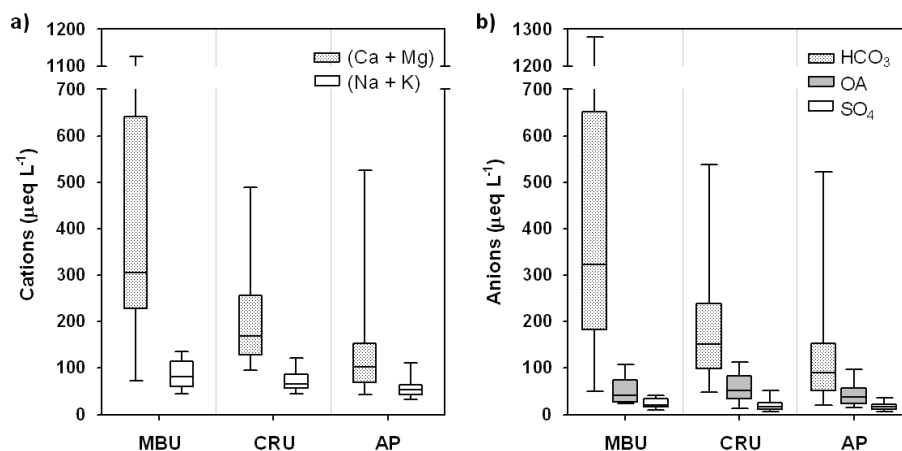 a)
1200
1100
700
600
500
400
300
200
100
0
Cations (µeq L⁻¹)
(Ca + Mg)
(Na + K)
MBU
CRU
AP
b)
1300
1200
700
600
500
400
300
200
100
0
Anions (µeq L⁻¹)
HCO₃
OA
SO₄
MBU
CRU
AP